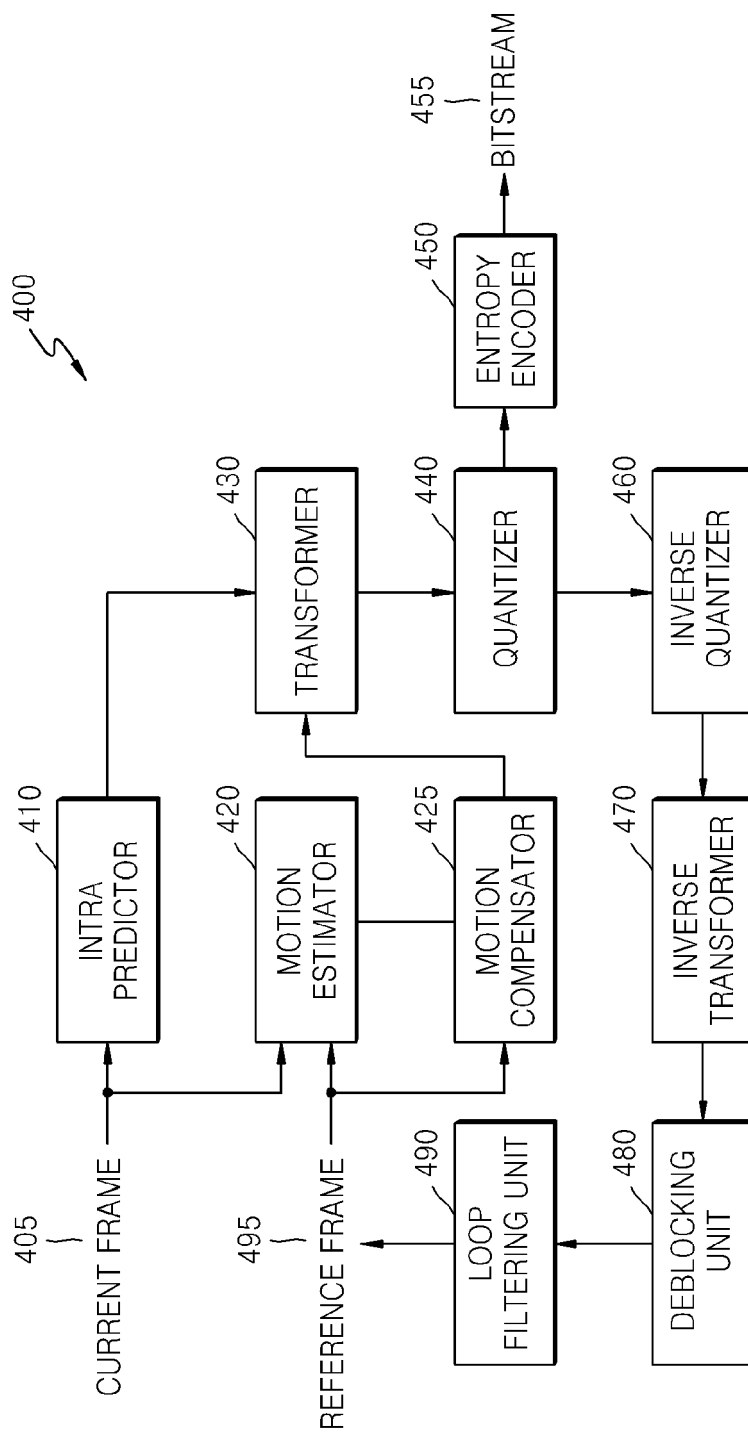 400
405
CURRENT FRAME
410
INTRA
PREDICTOR
495
REFERENCE FRAME
420
MOTION
ESTIMATOR
430
TRANSFORMER
425
MOTION
COMPENSATOR
440
QUANTIZER
450
ENTROPY
ENCODER
455
BITSTREAM
490
LOOP
FILTERING UNIT
480
DEBLOCKING
UNIT
470
INVERSE
TRANSFORMER
460
INVERSE
QUANTIZER